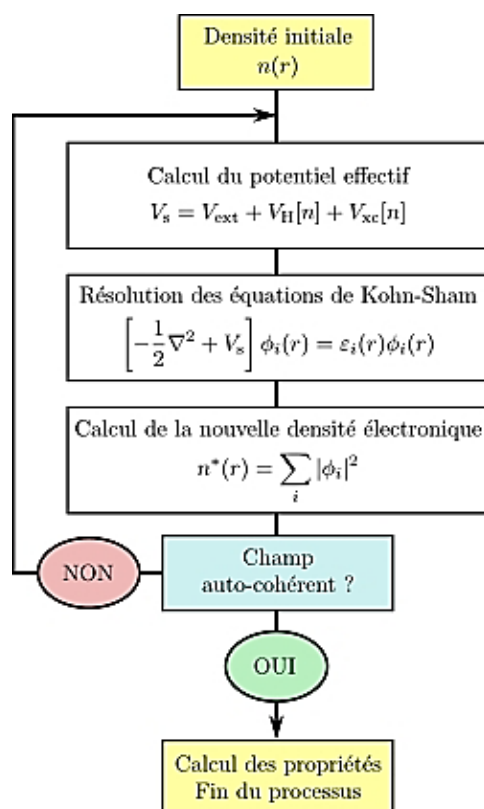 Densité initiale
n(r)
Calcul du potentiel effectif
V_s = V_ext + V_H[n] + V_xc[n]
Résolution des équations de Kohn-Sham
[−1/2 ∇² + V_s] ϕ_i(r) = ε_i(r)ϕ_i(r)
Calcul de la nouvelle densité électronique
n*(r) = ∑_i |ϕ_i|²
NON
Champ
auto-cohérent ?
OUI
Calcul des propriétés
Fin du processus